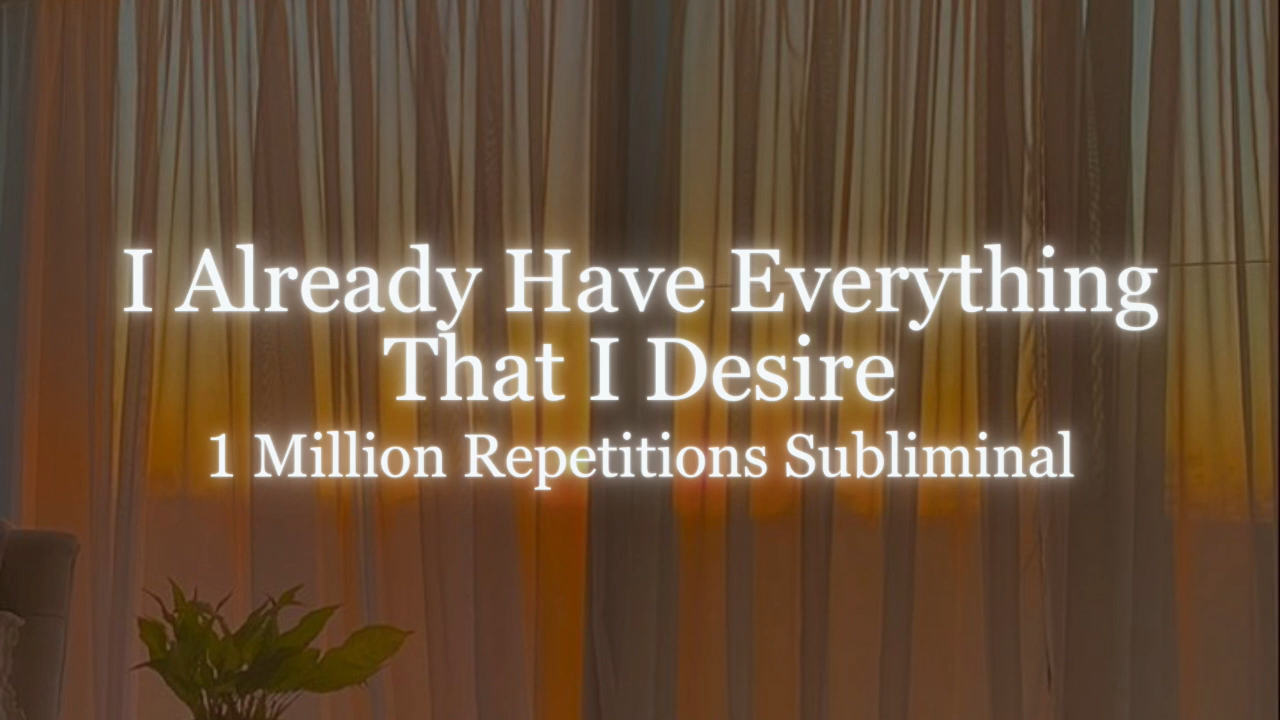 I Already Have Everything
That I Desire
1 Million Repetitions Subliminal